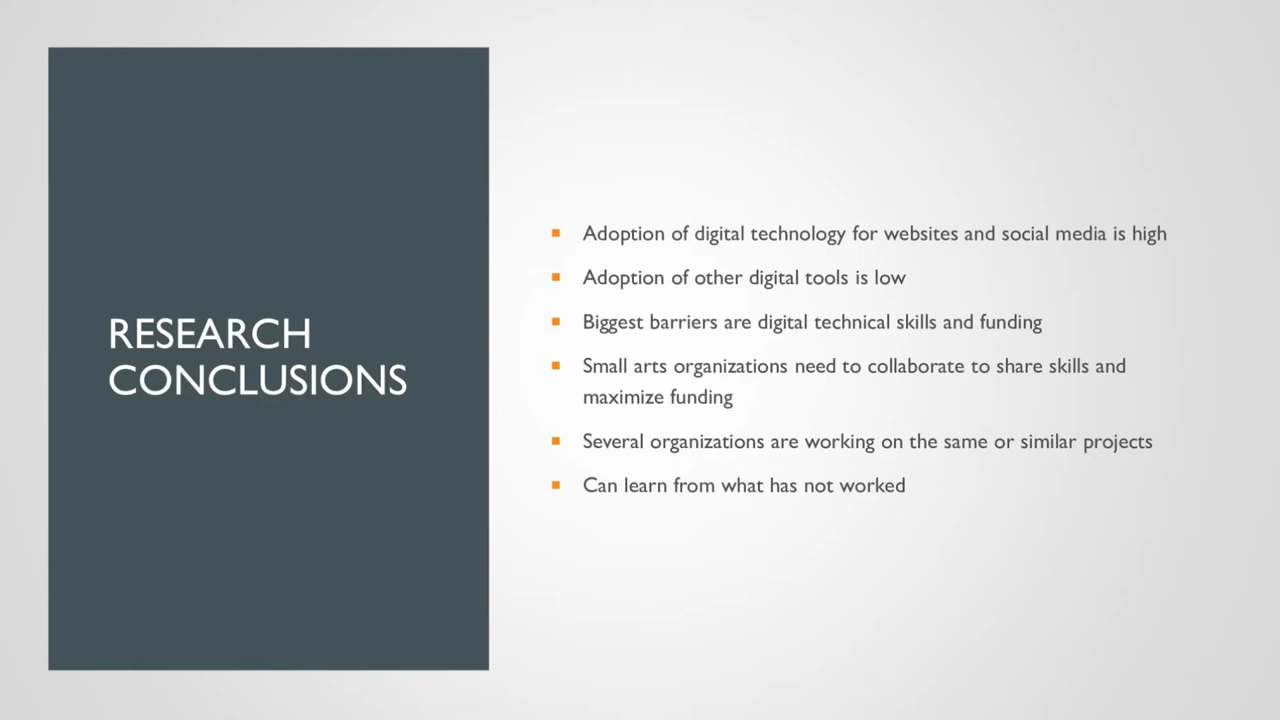 RESEARCH
CONCLUSIONS
Adoption of digital technology for websites and social media is high
Adoption of other digital tools is low
Biggest barriers are digital technical skills and funding
Small arts organizations need to collaborate to share skills and
maximize funding
Several organizations are working on the same or similar projects
Can learn from what has not worked